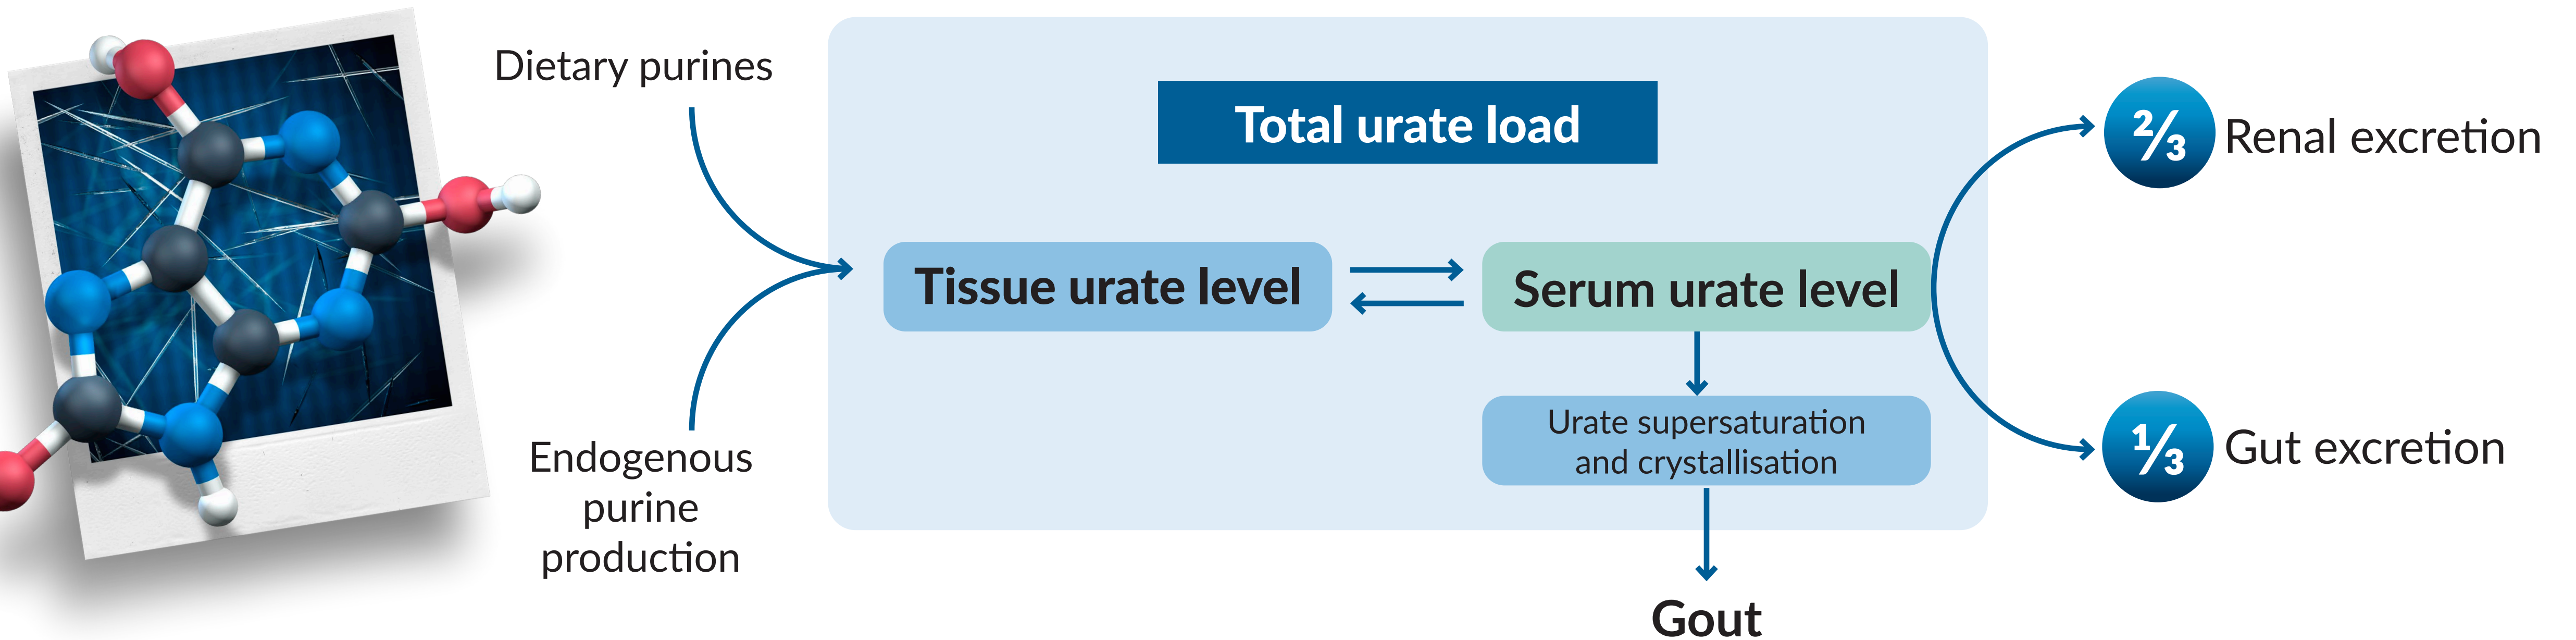 Dietary purines
Endogenous
purine
production
Total urate load
Tissue urate level
Serum urate level
Urate supersaturation
and crystallisation
Gout
⅔ Renal excretion
⅓ Gut excretion